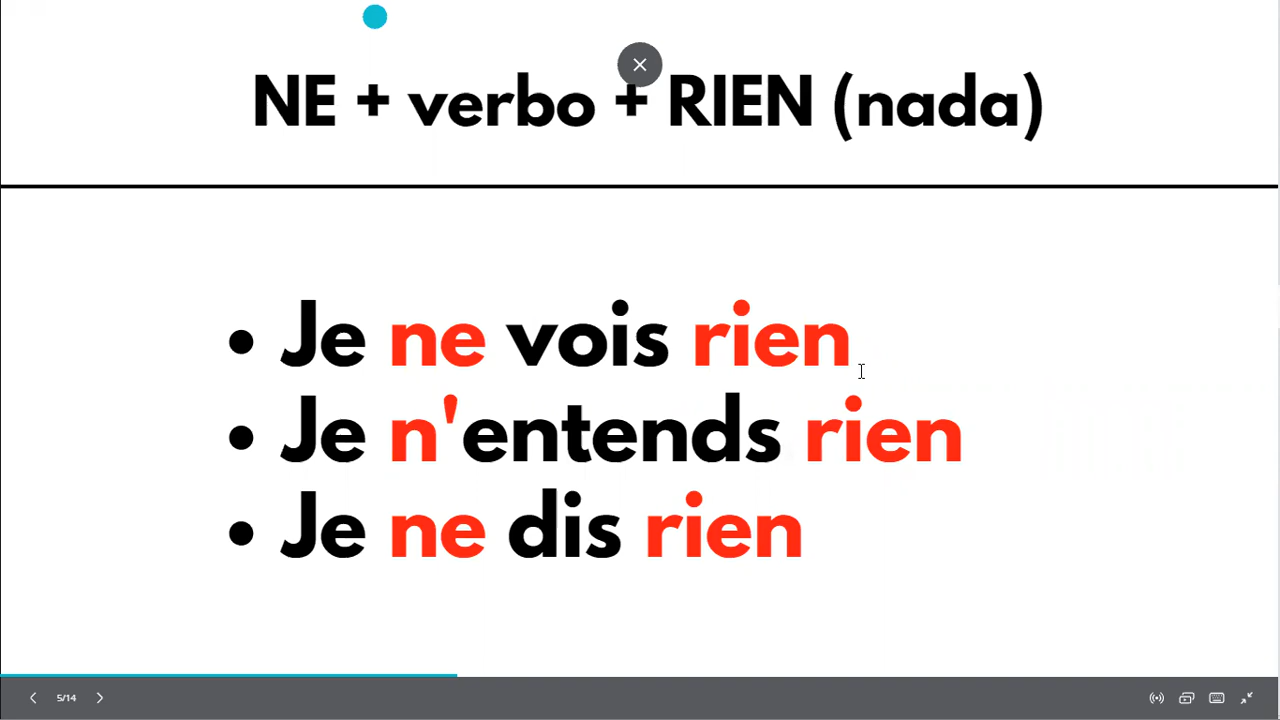 NE + verbo + RIEN (nada)
• Je ne vois rien
• Je n'entends rien
• Je ne dis rien
5/14